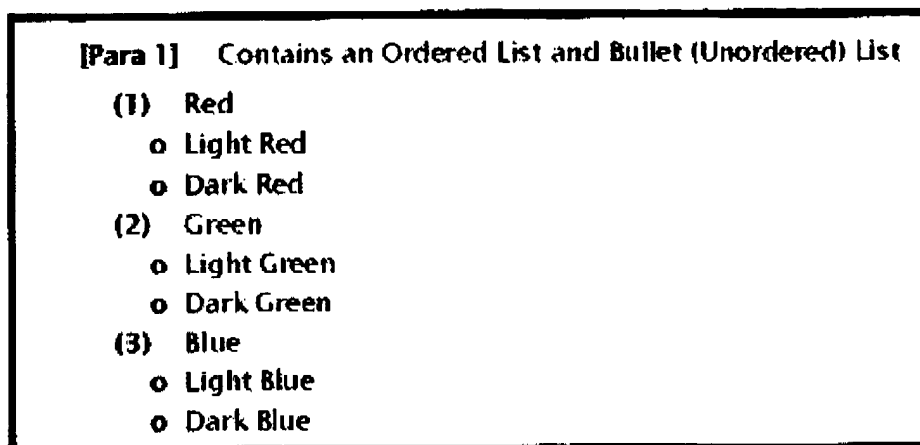 [Para 1] Contains an Ordered List and Bullet (Unordered) List
(1) Red
o Light Red
o Dark Red
(2) Green
o Light Green
o Dark Green
(3) Blue
o Light Blue
o Dark Blue